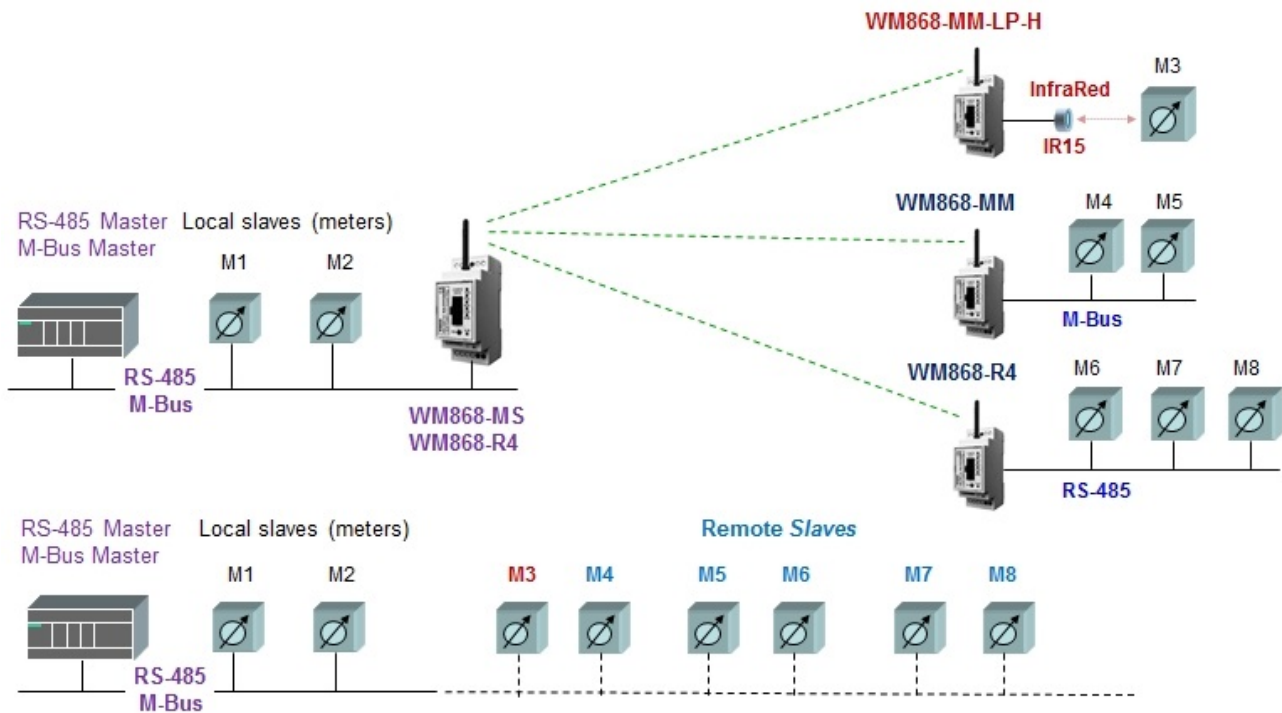 WM868-MM-LP-H
M3
InfraRed
IR15
WM868-MM
M4 M5
RS-485 Master Local slaves (meters)
M-Bus Master
M1 M2
M-Bus
WM868-R4
M6 M7 M8
RS-485
M-Bus
WM868-MS
WM868-R4
RS-485
RS-485 Master Local slaves (meters) Remote Slaves
M-Bus Master
M1 M2 M3 M4 M5 M6 M7 M8
RS-485
M-Bus